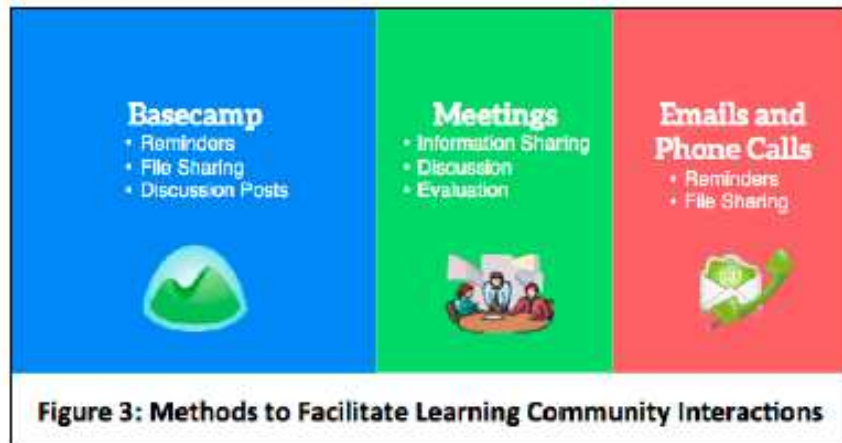 Basecamp
• Reminders
• File Sharing
• Discussion Posts
Meetings
• Information Sharing
• Discussion
• Evaluation
Emails and
Phone Calls
• Reminders
• File Sharing
Figure 3: Methods to Facilitate Learning Community Interactions